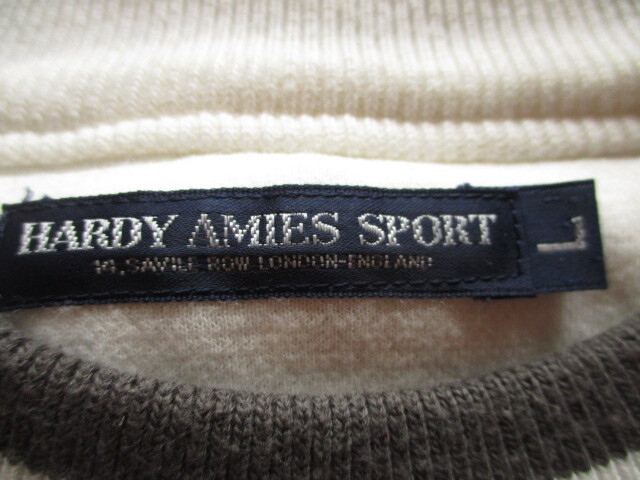 HARDY AMIES SPORT
14, SAVILE ROW LONDON-ENGLAND
L